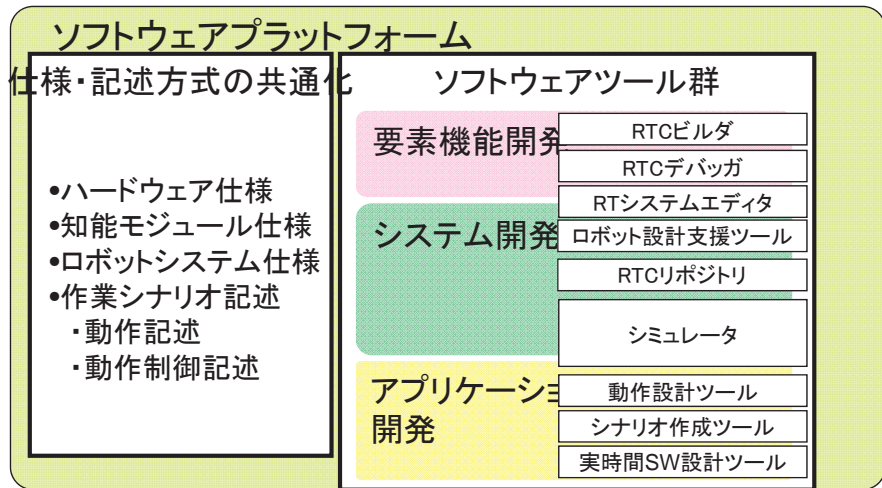 ソフトウェアプラットフォーム
仕様・記述方式の共通化
•ハードウェア仕様
•知能モジュール仕様
•ロボットシステム仕様
•作業シナリオ記述
・動作記述
・動作制御記述
ソフトウェアツール群
要素機能開発
RTCビルダ
RTCデバッガ
RTシステムエディタ
システム開発
ロボット設計支援ツール
RTCリポジトリ
シミュレータ
アプリケーショ
開発
動作設計ツール
シナリオ作成ツール
実時間SW設計ツール